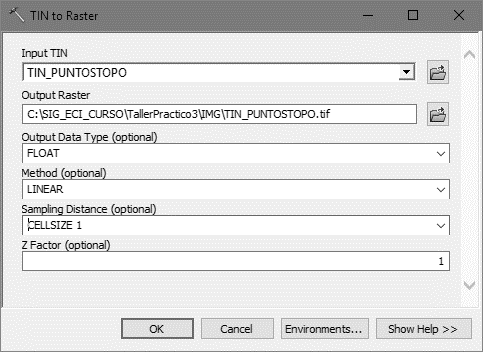 TIN to Raster
Input TIN
TIN_PUNTOSTOPO
Output Raster
C:\SIG_ECI_CURSO\TallerPractico3\IMG\TIN_PUNTOSTOPO.tif
Output Data Type (optional)
FLOAT
Method (optional)
LINEAR
Sampling Distance (optional)
CELLSIZE 1
Z Factor (optional)
1
OK
Cancel
Environments...
Show Help >>